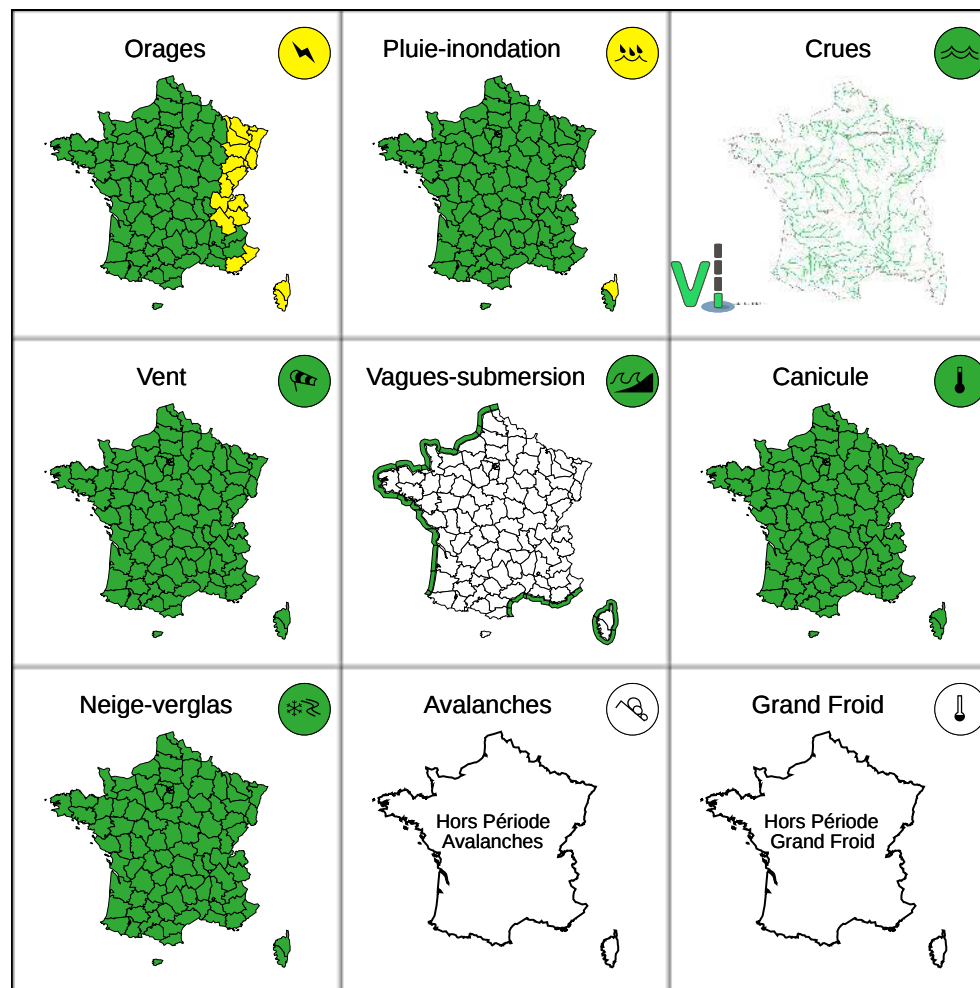 Orages
Pluie-inondation
Crues
Vent
Vagues-submersion
Canicule
Neige-verglas
Avalanches
Grand Froid
Hors Période
Avalanches
Hors Période
Grand Froid